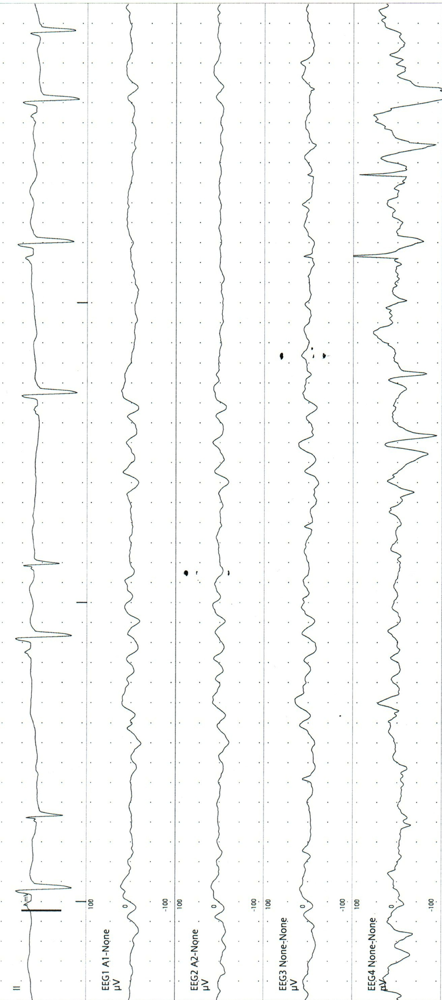 II
1mV
100
0
-100
EEG1 A1-None
µV
100
0
-100
EEG2 A2-None
µV
100
0
-100
EEG3 None-None
µV
100
0
-100
EEG4 None-None
µV